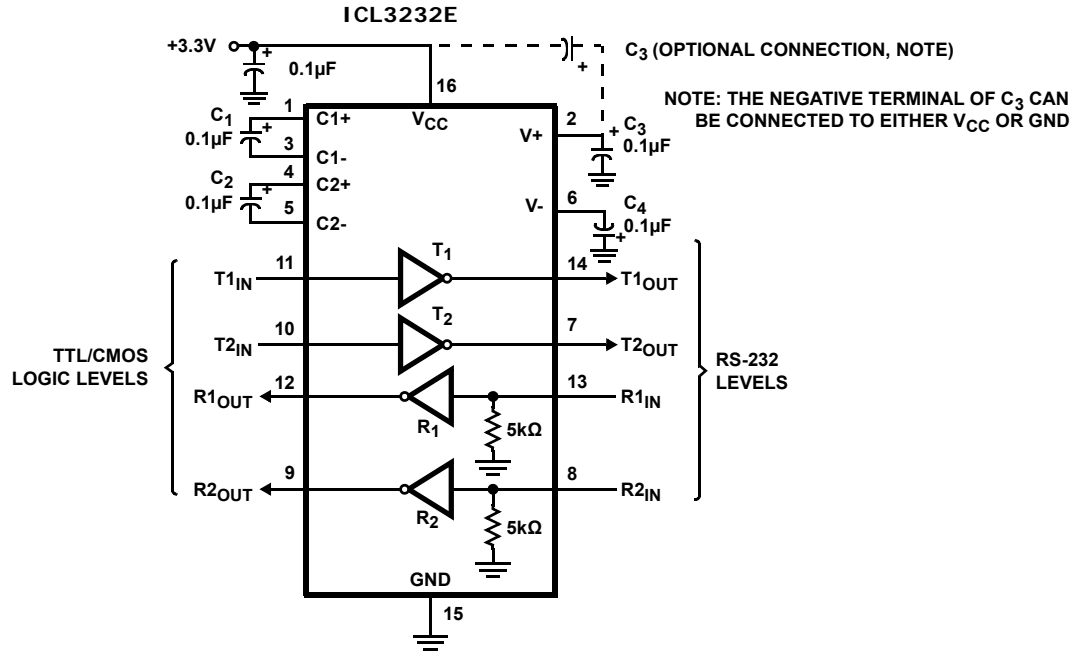 ICL3232E
+3.3V
+
0.1µF
16
+
C3 (OPTIONAL CONNECTION, NOTE)
NOTE: THE NEGATIVE TERMINAL OF C3 CAN
BE CONNECTED TO EITHER VCC OR GND
C1
0.1µF
+
1
C1+
VCC
3
C1-
V+
2
+
C3
0.1µF
C2
0.1µF
+
4
C2+
5
C2-
V-
6
C4
0.1µF
+
TTL/CMOS
LOGIC LEVELS
RS-232
LEVELS
T1IN
11
T1
14
T1OUT
T2IN
10
T2
7
T2OUT
R1OUT
12
R1
5kΩ
13
R1IN
R2OUT
9
R2
5kΩ
8
R2IN
GND
15